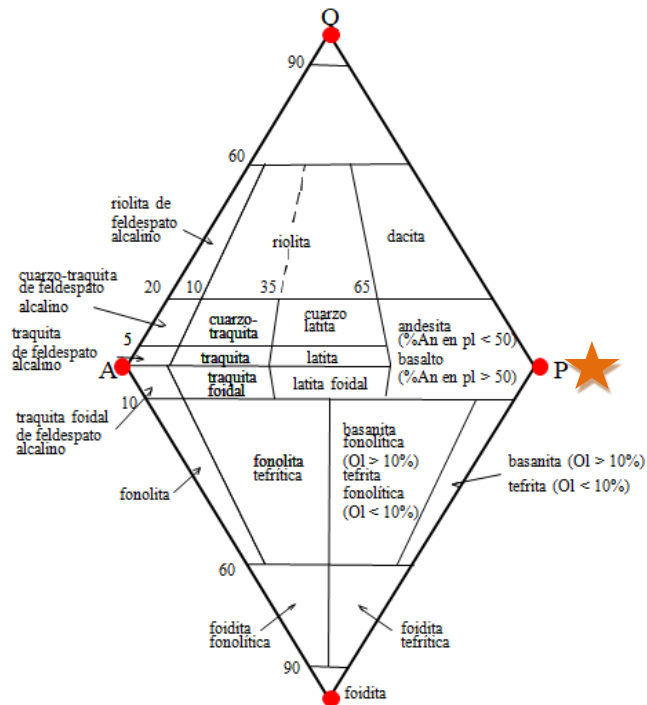 Q
90
60
riolita de
feldespato
alcalino
riolita
dacita
cuarzo-traquita
de feldespato
alcalino
20
10
35
65
cuarzo-
traquita
cuarzo
latita
andesita
(%An en pl < 50)
basalto
(%An en pl > 50)
5
traquita
de feldespato
alcalino
traquita
latita
A
P
traquita
foidal
latita foidal
10
traquita foidal
de feldespato
alcalino
fonolita
fonolita
tefrítica
basanita
fonolítica
(Ol > 10%)
tefrita
fonolítica
(Ol < 10%)
basanita (Ol > 10%)
tefrita (Ol < 10%)
60
foidita
fonolítica
foidita
tefrítica
90
foidita